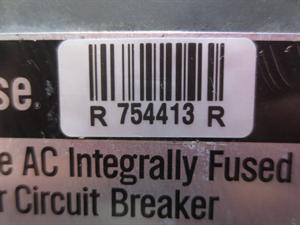 se
R 754413 R
e AC Integrally Fused
r Circuit Breaker